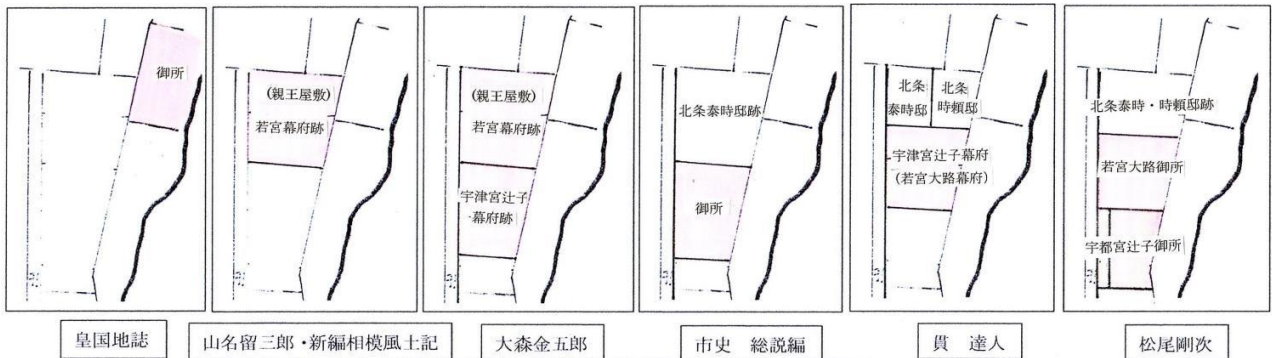 御所
(親王屋敷)
若宮幕府跡
(親王屋敷)
若宮幕府跡
宇津宮辻子
幕府跡
北条泰時邸跡
御所
北条
泰時邸
北条
時頼邸
宇津宮辻子幕府
(若宮大路幕府)
北条泰時・時頼邸跡
若宮大路御所
宇都宮辻子御所
皇国地誌
山名留三郎・新編相模風土記
大森金五郎
市史 総説編
貫 達人
松尾剛次